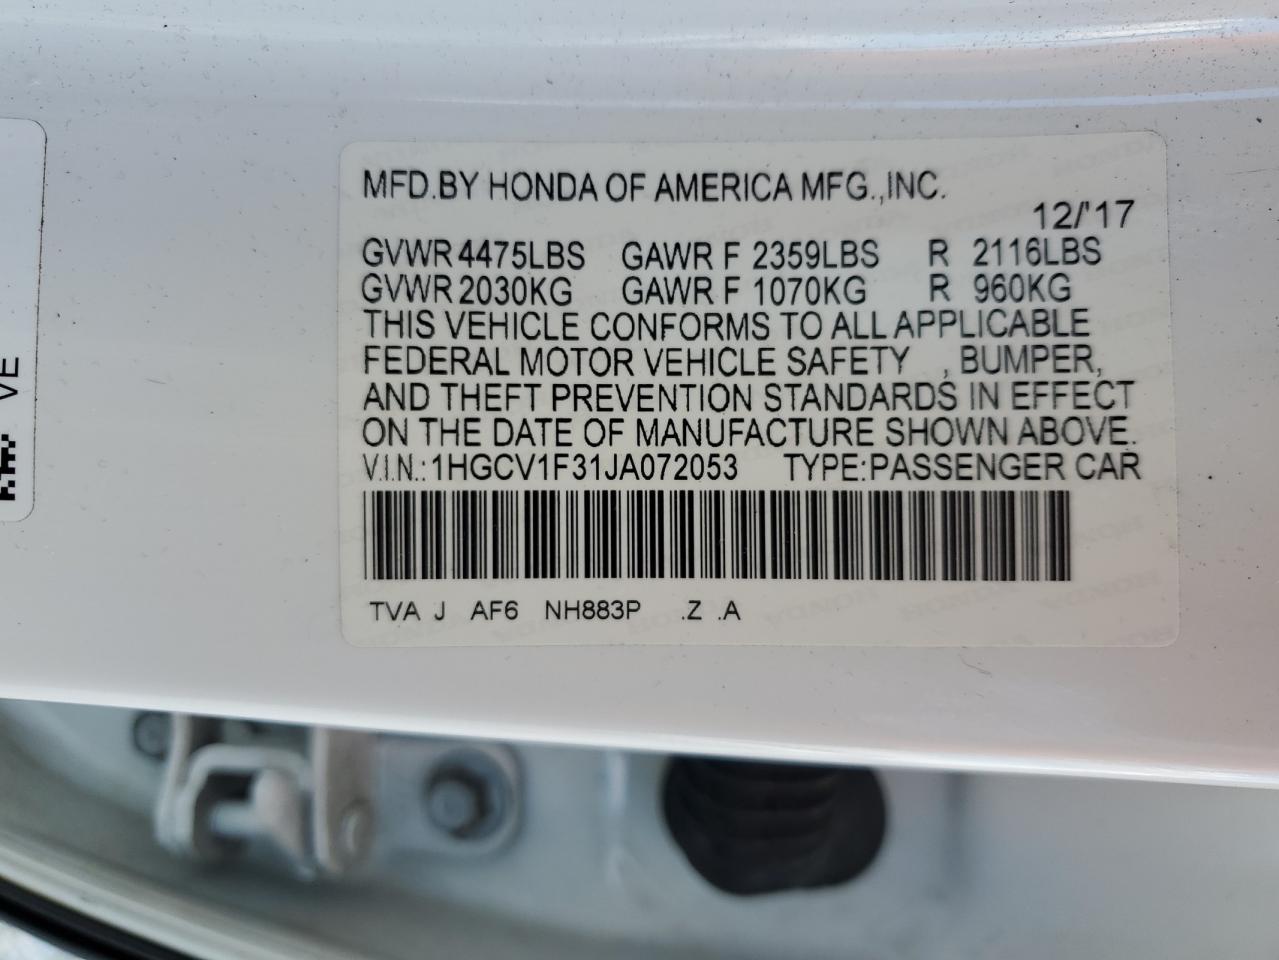 MFD.BY HONDA OF AMERICA MFG.,INC.
12/'17
GVWR 4475LBS GAWR F 2359LBS R 2116LBS
GVWR 2030KG GAWR F 1070KG R 960KG
THIS VEHICLE CONFORMS TO ALL APPLICABLE
FEDERAL MOTOR VEHICLE SAFETY , BUMPER,
AND THEFT PREVENTION STANDARDS IN EFFECT
ON THE DATE OF MANUFACTURE SHOWN ABOVE.
V.I.N.:1HGCV1F31JA072053 TYPE:PASSENGER CAR
TVA J AF6 NH883P .Z .A
VE